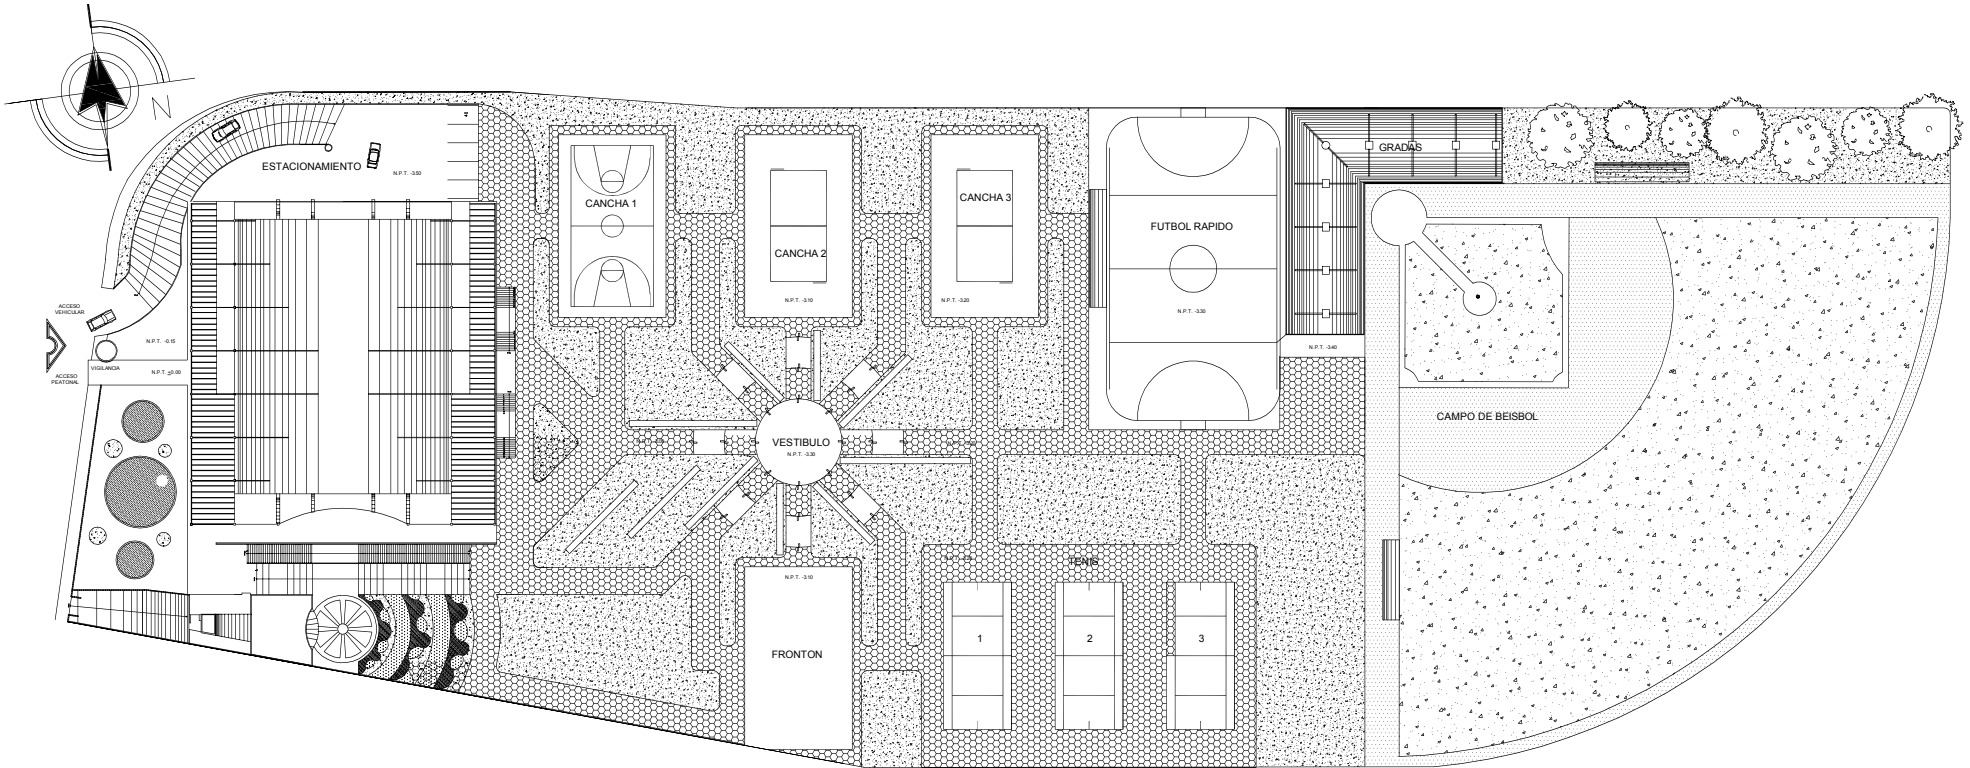 N
ESTACIONAMIENTO
N.P.T. -3.50
CANCHA 1
CANCHA 2
N.P.T. -3.10
CANCHA 3
N.P.T. -3.20
FUTBOL RAPIDO
N.P.T. -3.30
GRADAS
N.P.T. -3.40
ACCESO
VEHICULAR
N.P.T. -0.15
VIGILANCIA
N.P.T. ±0.00
ACCESO
PEATONAL
CAMPO DE BEISBOL
VESTIBULO
N.P.T. -3.30
TENIS
N.P.T. -3.10
FRONTON
1
2
3